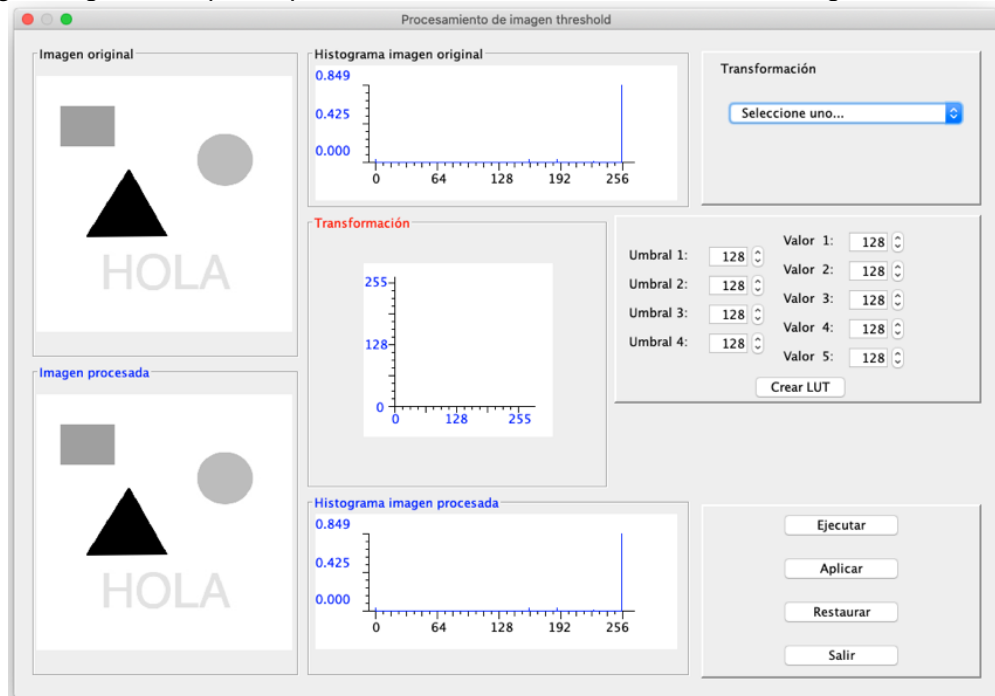 Procesamiento de imagen threshold
Imagen original
HOLA
Histograma imagen original
0.849
0.425
0.000
0 64 128 192 256
Transformación
Seleccione uno...
Transformación
255
128
0
0 128 255
Umbral 1: 128
Umbral 2: 128
Umbral 3: 128
Umbral 4: 128
Valor 1: 128
Valor 2: 128
Valor 3: 128
Valor 4: 128
Valor 5: 128
Crear LUT
Imagen procesada
HOLA
Histograma imagen procesada
0.849
0.425
0.000
0 64 128 192 256
Ejecutar
Aplicar
Restaurar
Salir